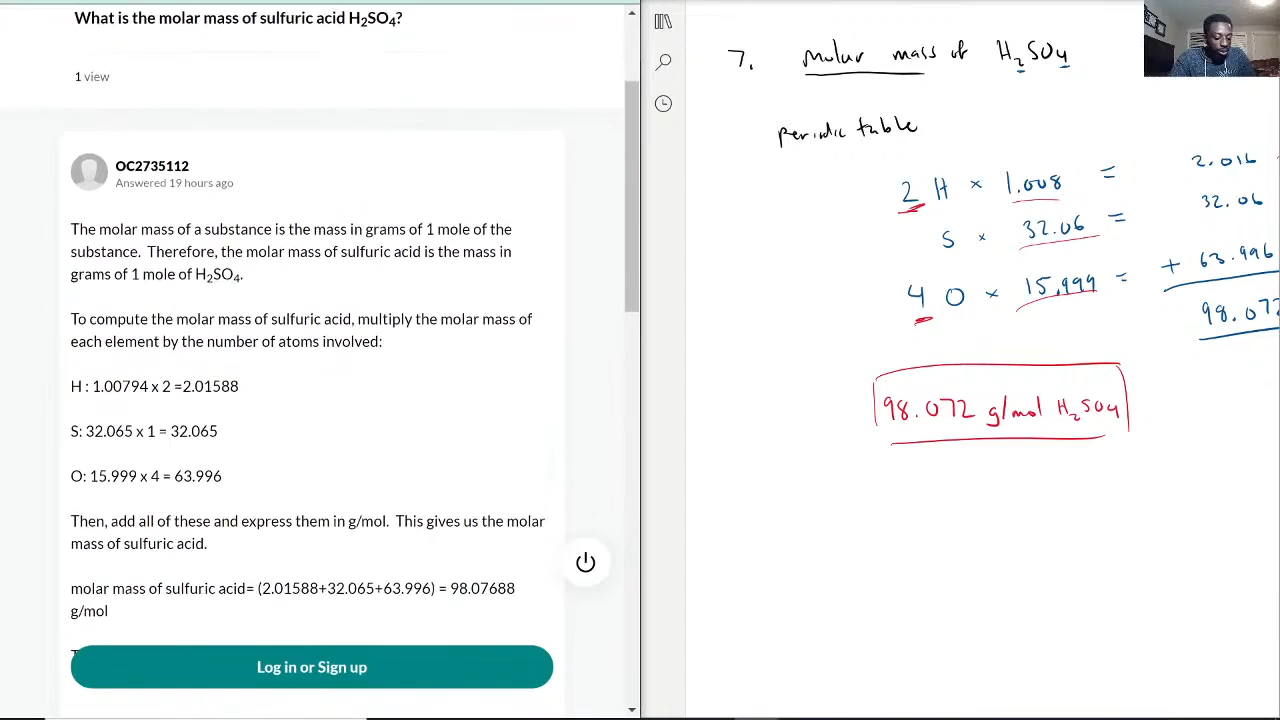 What is the molar mass of sulfuric acid H₂SO₄?
1 view
OC2735112
Answered 19 hours ago
The molar mass of a substance is the mass in grams of 1 mole of the
substance. Therefore, the molar mass of sulfuric acid is the mass in
grams of 1 mole of H₂SO₄.
To compute the molar mass of sulfuric acid, multiply the molar mass of
each element by the number of atoms involved:
H : 1.00794 x 2 =2.01588
S: 32.065 x 1 = 32.065
O: 15.999 x 4 = 63.996
Then, add all of these and express them in g/mol. This gives us the molar
mass of sulfuric acid.
molar mass of sulfuric acid= (2.01588+32.065+63.996) = 98.07688
g/mol
Log in or Sign up
7. molar mass of H₂SO₄
periodic table
2 H × 1.008 = 2.016
S × 32.06 = 32.06
4 O × 15.999 = + 63.996
98.072
98.072 g/mol H₂SO₄